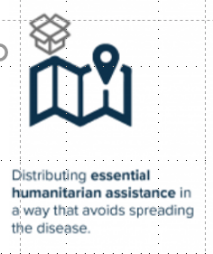 Distributing essential
humanitarian assistance in
a way that avoids spreading
the disease.